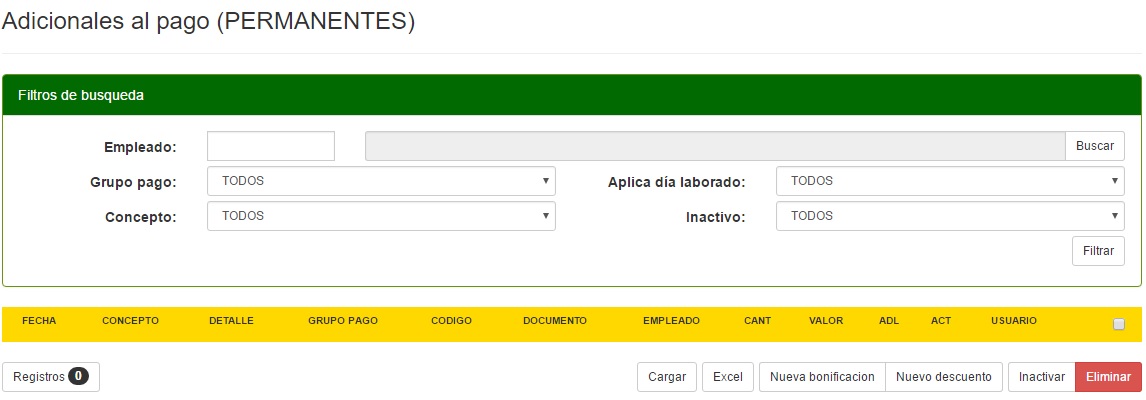 Adicionales al pago (PERMANENTES)
Filtros de busqueda
Empleado: Buscar
Grupo pago: TODOS Aplica día laborado: TODOS
Concepto: TODOS Inactivo: TODOS
Filtrar
FECHA CONCEPTO DETALLE GRUPO PAGO CODIGO DOCUMENTO EMPLEADO CANT VALOR ADL ACT USUARIO
Registros 0 Cargar Excel Nueva bonificacion Nuevo descuento Inactivar Eliminar